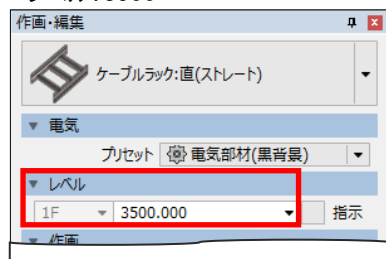 作画・編集
ケーブルラック:直(ストレート)
電気
プリセット 電気部材(黒背景)
レベル
1F 3500.000 指示
作画